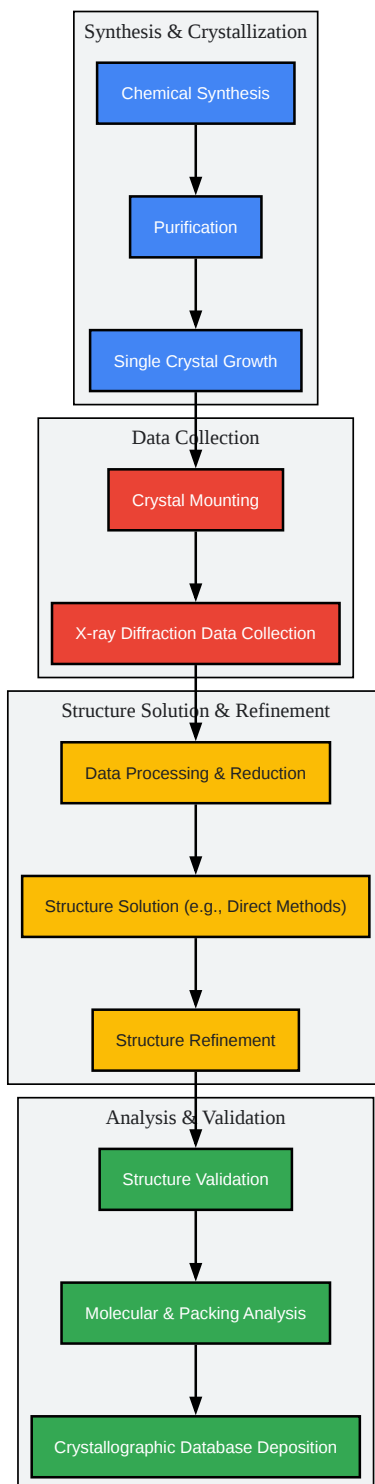 Synthesis & Crystallization
Chemical Synthesis
Purification
Single Crystal Growth
Data Collection
Crystal Mounting
X-ray Diffraction Data Collection
Structure Solution & Refinement
Data Processing & Reduction
Structure Solution (e.g., Direct Methods)
Structure Refinement
Analysis & Validation
Structure Validation
Molecular & Packing Analysis
Crystallographic Database Deposition